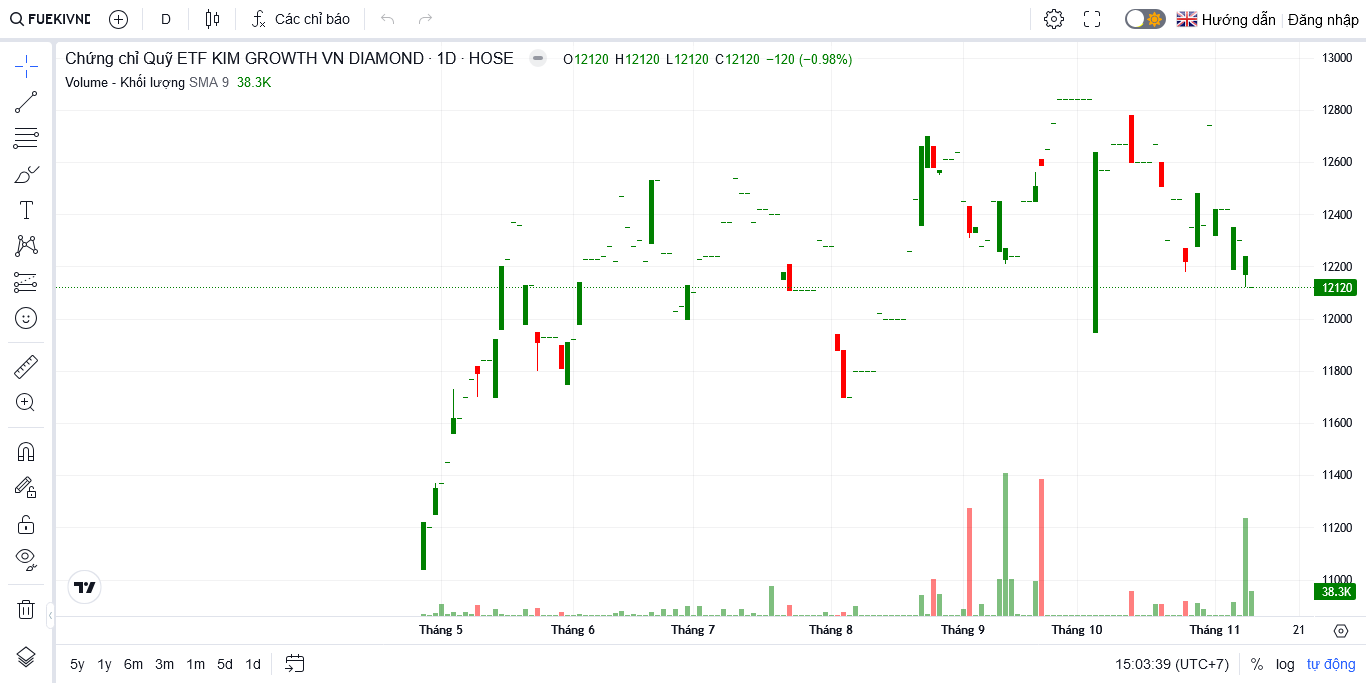 FUEKIVND D Các chỉ báo Hướng dẫn Đăng nhập
Chứng chỉ Quỹ ETF KIM GROWTH VN DIAMOND · 1D · HOSE O12120 H12120 L12120 C12120 −120 (−0.98%)
Volume - Khối lượng SMA 9 38.3K
13000
12800
12600
12400
12200
12120
12000
11800
11600
11400
11200
11000
38.3K
Tháng 5 Tháng 6 Tháng 7 Tháng 8 Tháng 9 Tháng 10 Tháng 11 21
5y 1y 6m 3m 1m 5d 1d 15:03:39 (UTC+7) % log tự động